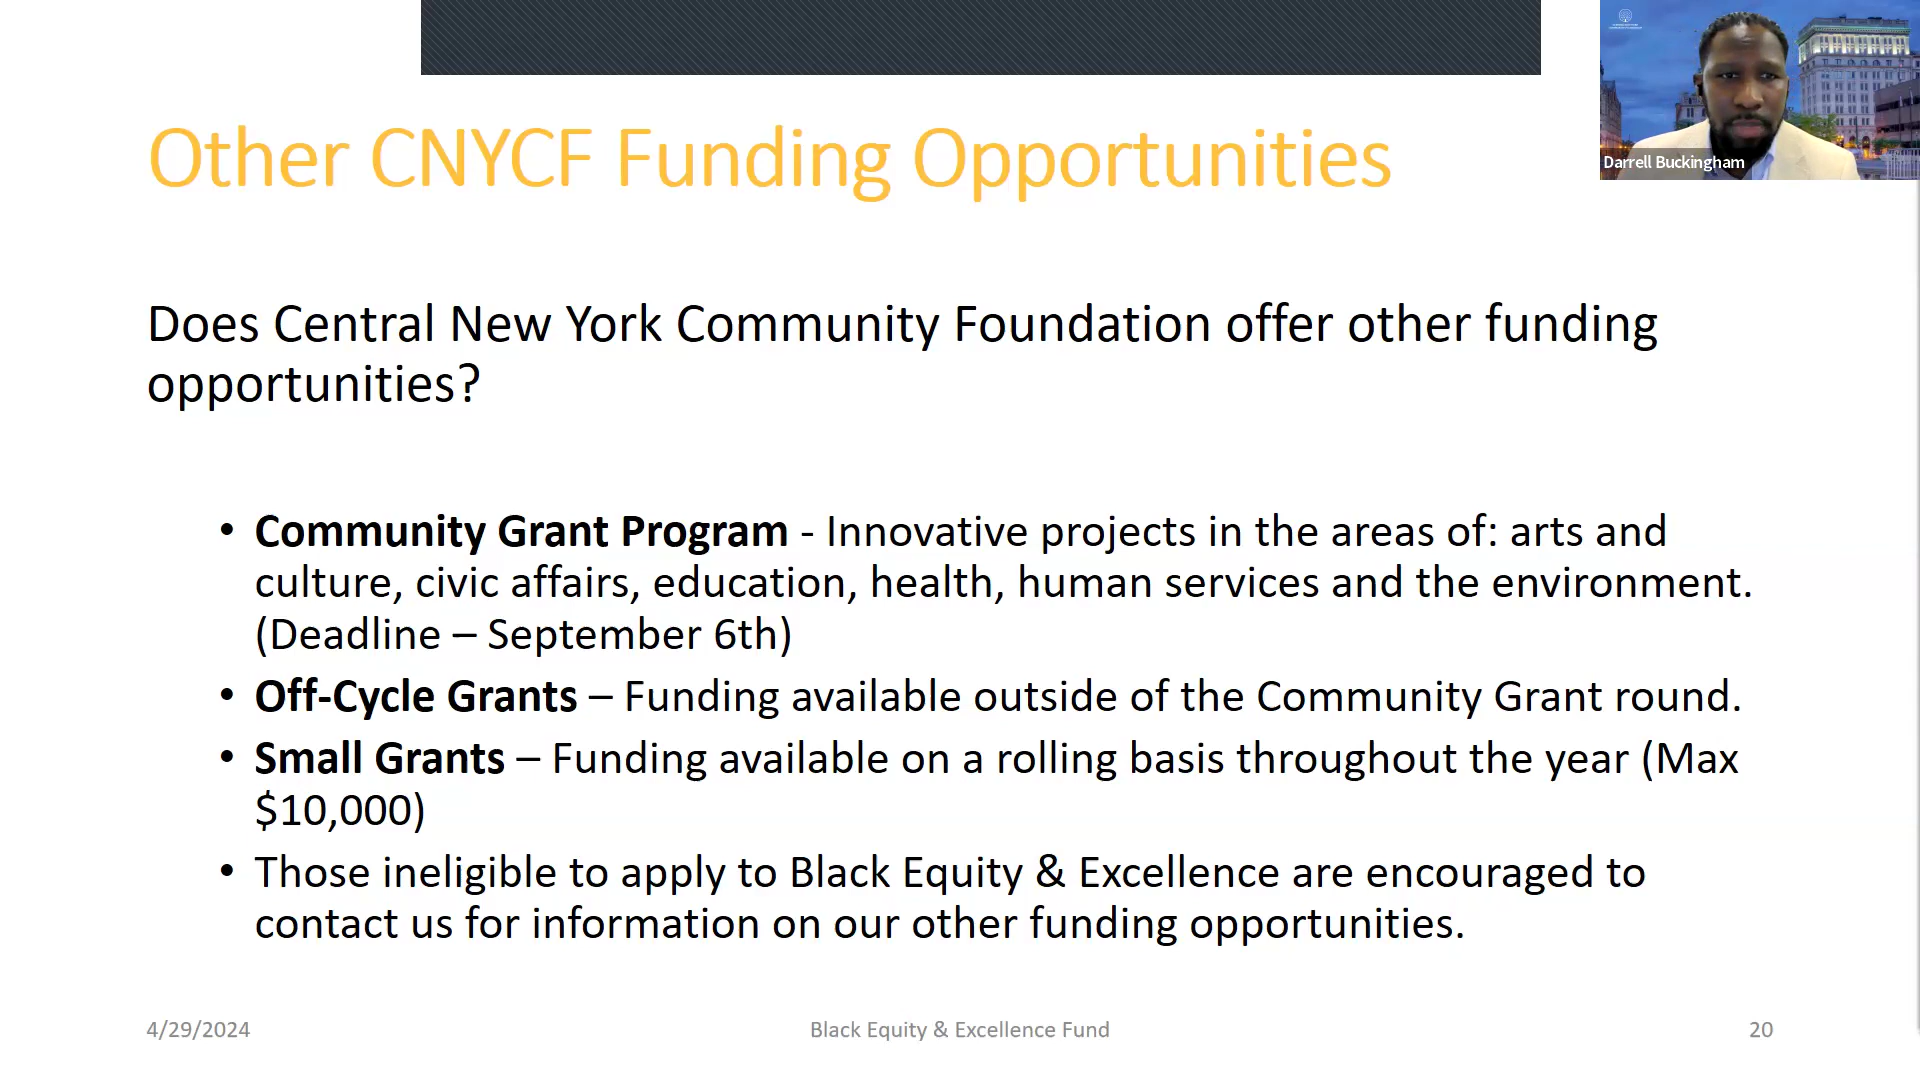 Other CNYCF Funding Opportunities
Darrell Buckingham
Does Central New York Community Foundation offer other funding
opportunities?
• Community Grant Program - Innovative projects in the areas of: arts and
culture, civic affairs, education, health, human services and the environment.
(Deadline – September 6th)
• Off-Cycle Grants – Funding available outside of the Community Grant round.
• Small Grants – Funding available on a rolling basis throughout the year (Max
$10,000)
• Those ineligible to apply to Black Equity & Excellence are encouraged to
contact us for information on our other funding opportunities.
4/29/2024
Black Equity & Excellence Fund
20